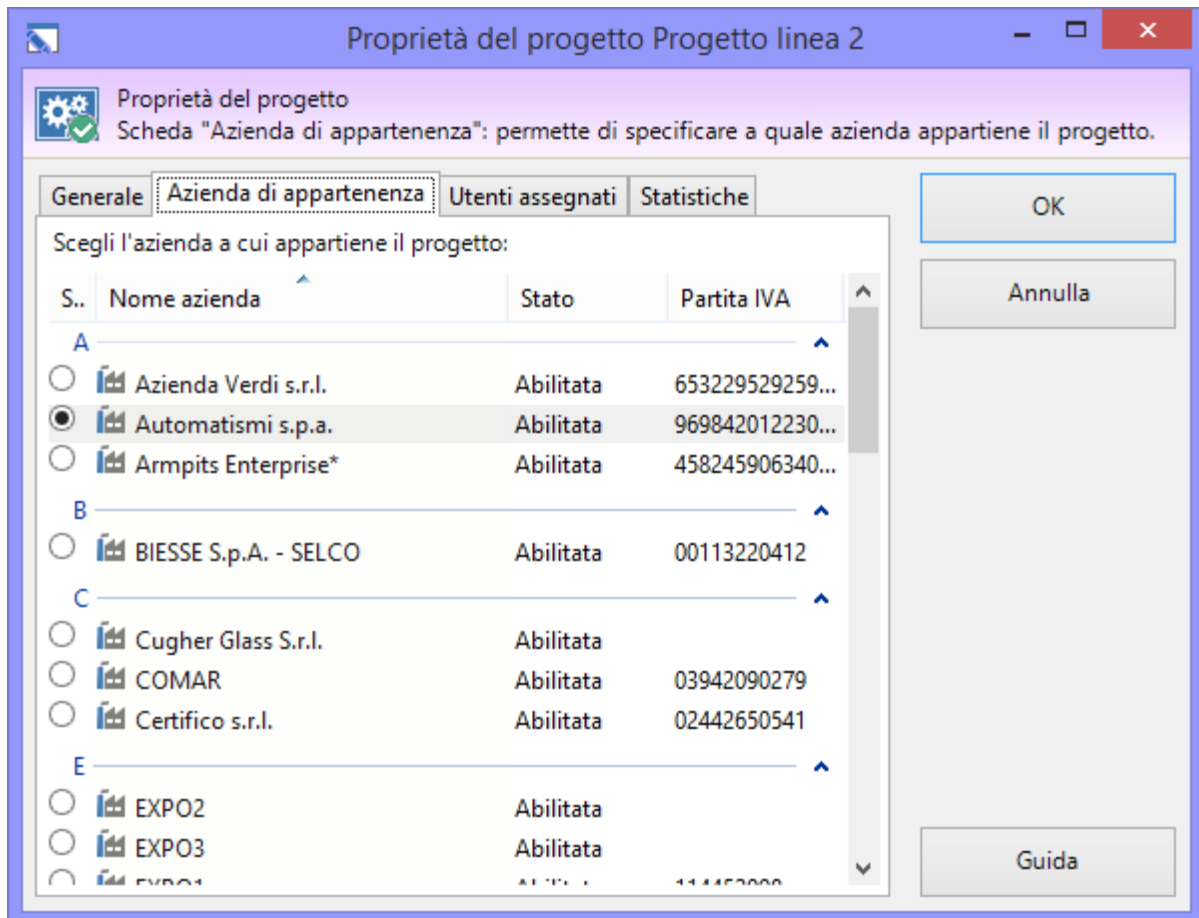 Proprietà del progetto Progetto linea 2
Proprietà del progetto
Scheda "Azienda di appartenenza": permette di specificare a quale azienda appartiene il progetto.
Generale Azienda di appartenenza Utenti assegnati Statistiche
OK
Scegli l'azienda a cui appartiene il progetto:
Annulla
S.. Nome azienda Stato Partita IVA
A
Azienda Verdi s.r.l. Abilitata 653229529259...
Automatismi s.p.a. Abilitata 969842012230...
Armpits Enterprise* Abilitata 458245906340...
B
BIESSE S.p.A. - SELCO Abilitata 00113220412
C
Cugher Glass S.r.l. Abilitata
COMAR Abilitata 03942090279
Certifico s.r.l. Abilitata 02442650541
E
EXPO2 Abilitata
EXPO3 Abilitata
Guida